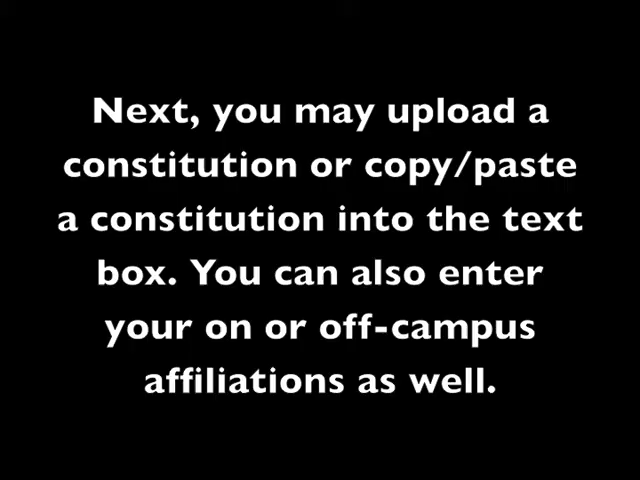 Next, you may upload a
constitution or copy/paste
a constitution into the text
box. You can also enter
your on or off-campus
affiliations as well.